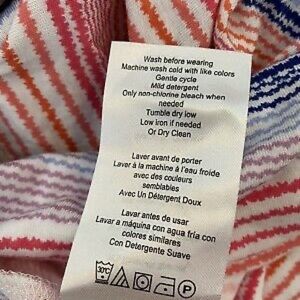 Wash before wearing
Machine wash cold with like colors
Gentle cycle
Mild detergent
Only non-chlorine bleach when
needed
Tumble dry low
Low iron if needed
Or Dry Clean
Laver avant de porter
Laver à la machine à l'eau froide
avec des couleurs
semblables
Avec Un Détergent Doux
Lavar antes de usar
Lavar a máquina con agua fria con
colores similares
Con Detergente Suave
30°C
P